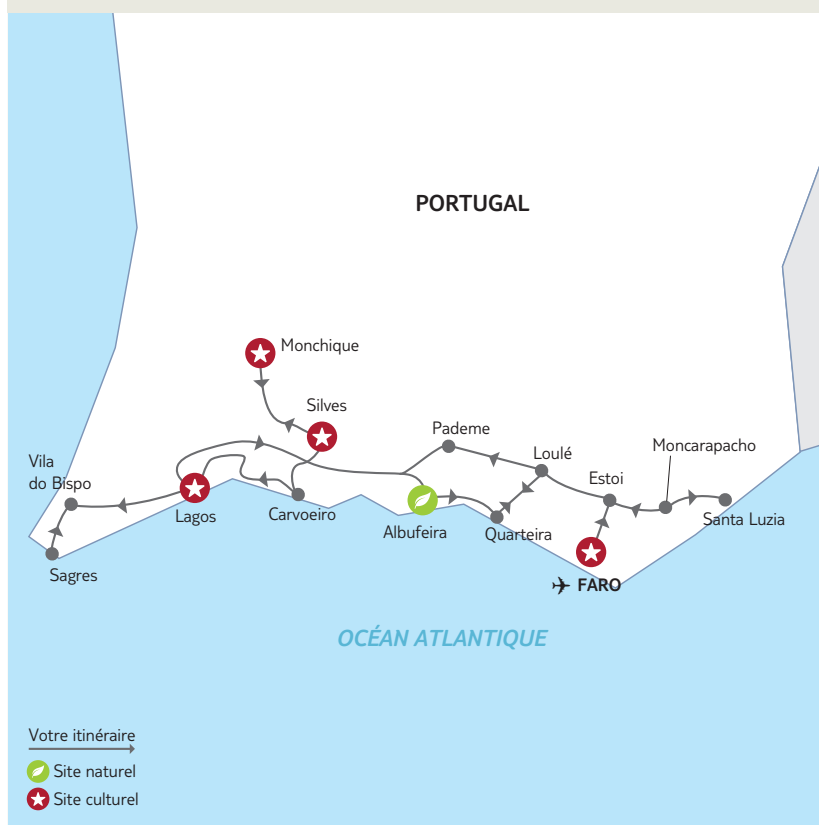 PORTUGAL
Monchique
Silves
Pademe
Loulé
Moncarapacho
Vila
do Bispo
Estoi
Lagos
Carvoeiro
Albufeira
Quarteira
Santa Luzia
Sagres
FARO
OCÉAN ATLANTIQUE
Votre itinéraire
Site naturel
Site culturel